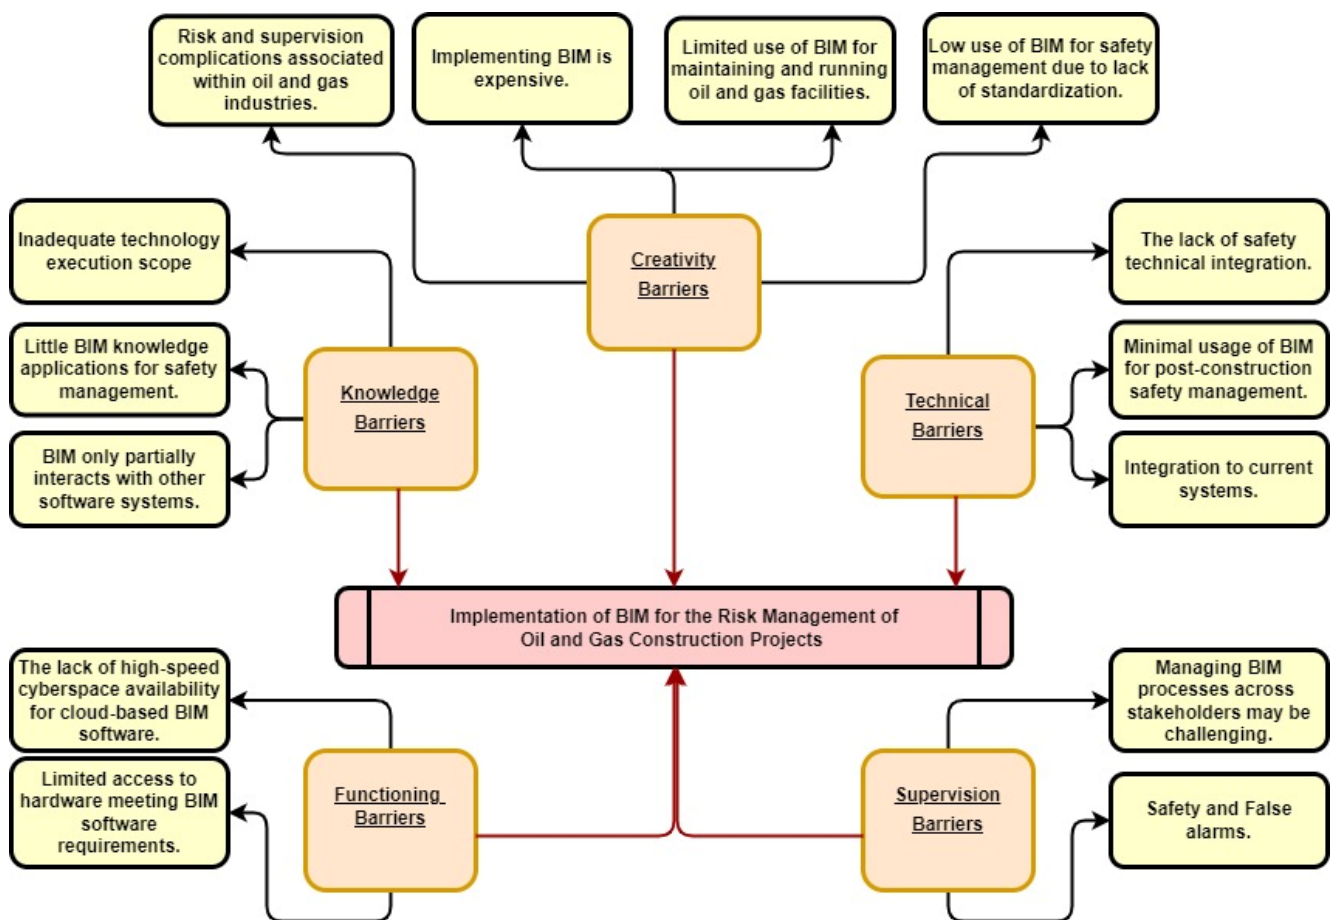 Risk and supervision
complications associated
within oil and gas
industries.
Implementing BIM is
expensive.
Limited use of BIM for
maintaining and running
oil and gas facilities.
Low use of BIM for safety
management due to lack
of standardization.
Inadequate technology
execution scope
Creativity
Barriers
The lack of safety
technical integration.
Little BIM knowledge
applications for safety
management.
Knowledge
Barriers
Technical
Barriers
Minimal usage of BIM
for post-construction
safety management.
BIM only partially
interacts with other
software systems.
Integration to current
systems.
Implementation of BIM for the Risk Management of
Oil and Gas Construction Projects
The lack of high-speed
cyberspace availability
for cloud-based BIM
software.
Managing BIM
processes across
stakeholders may be
challenging.
Limited access to
hardware meeting BIM
software
requirements.
Functioning
Barriers
Supervision
Barriers
Safety and False
alarms.